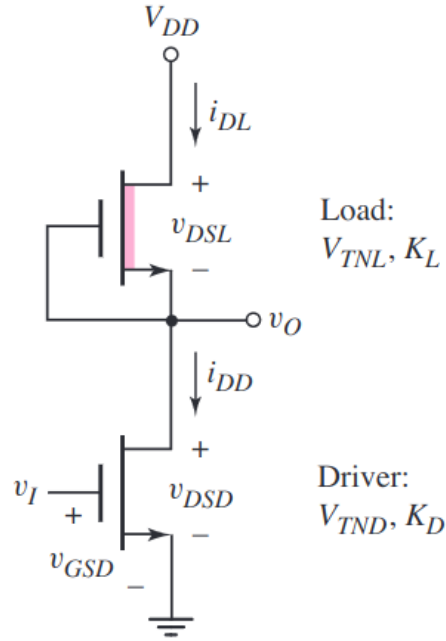 V_DD
i_DL
+
v_DSL
−
Load:
V_TNL, K_L
v_O
i_DD
+
v_DSD
−
Driver:
V_TND, K_D
v_I
+
v_GSD
−